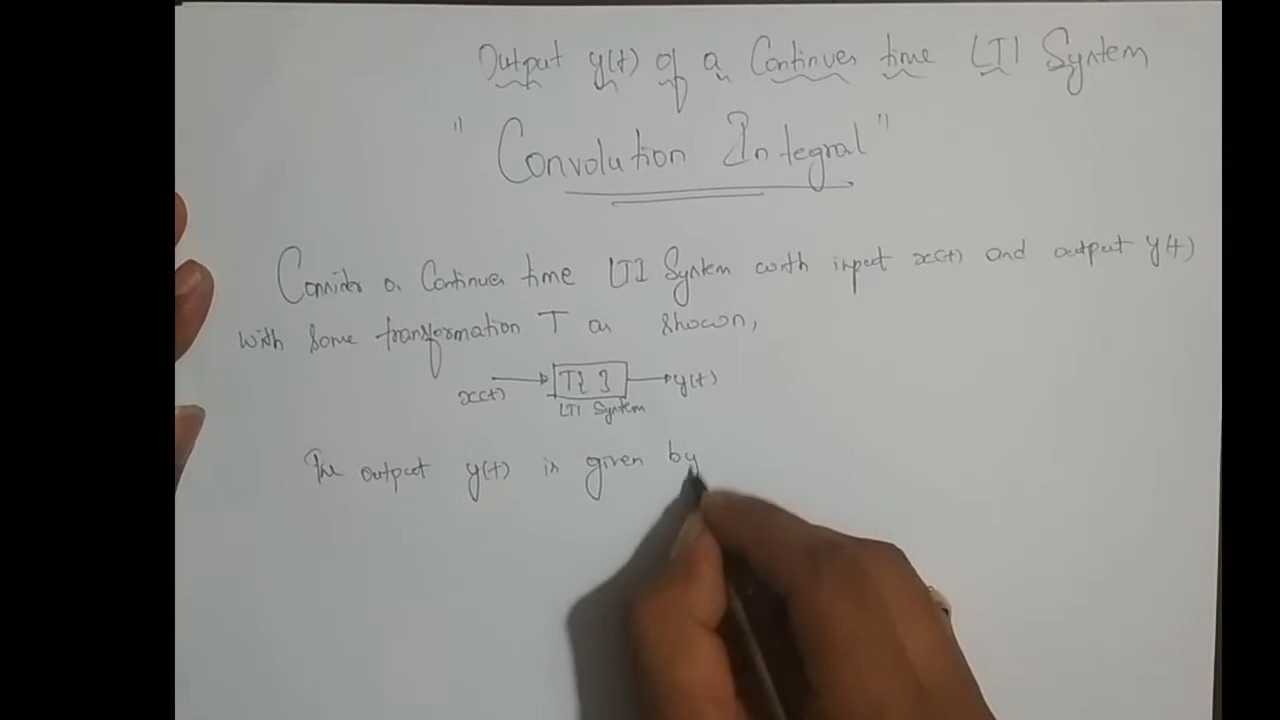 Output y(t) of a Continues time LTI System
"Convolution Integral"
Consider a Continues time LTI System with input x(t) and output y(t)
with some transformation T as shown,
x(t) T{ } y(t)
LTI System
The output y(t) is given by